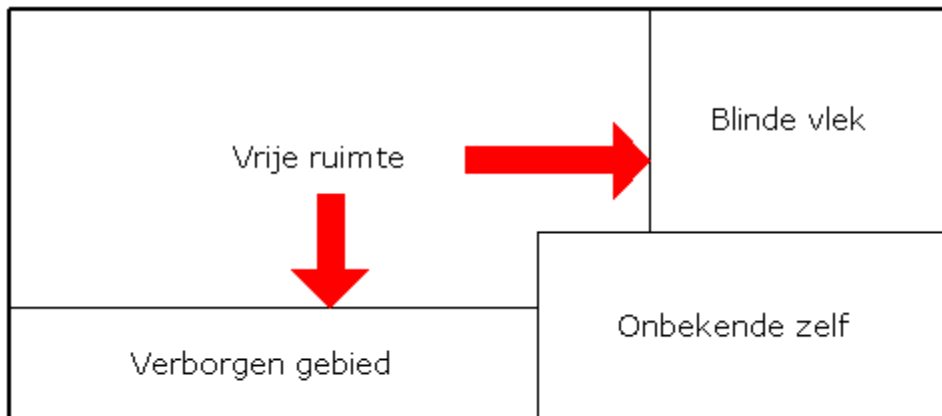 Blinde vlek
Vrije ruimte
Onbekende zelf
Verborgen gebied